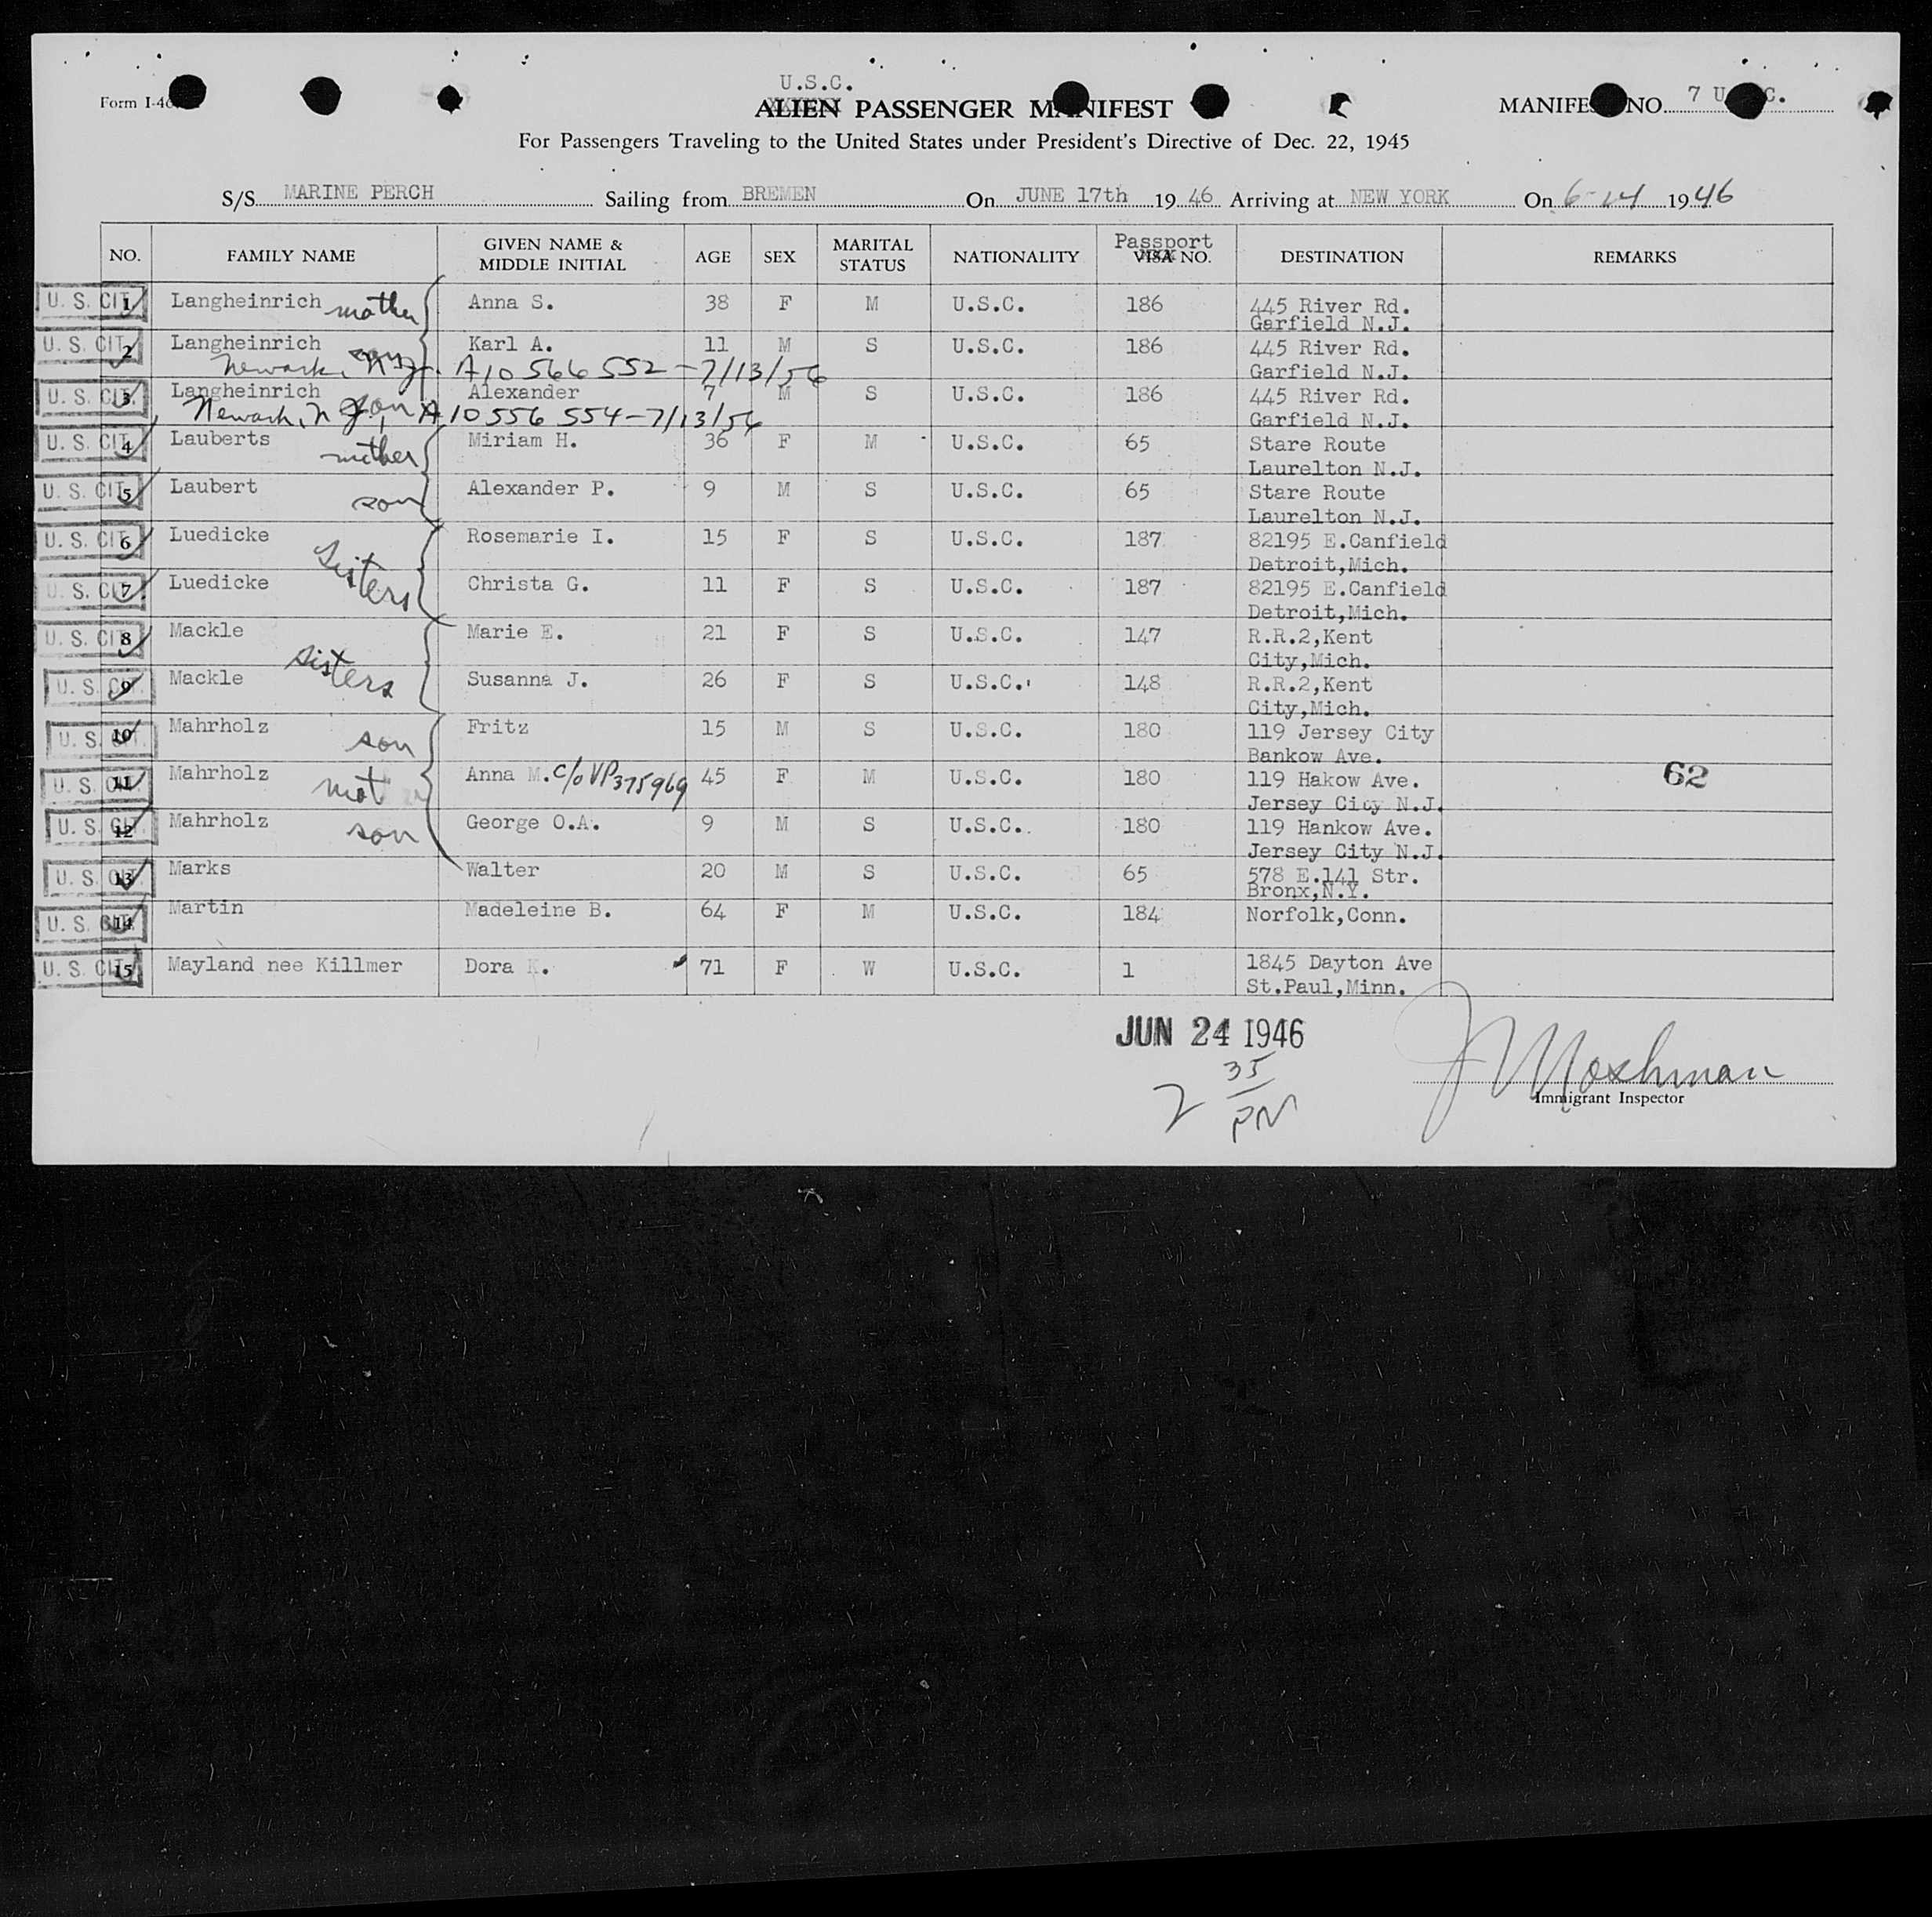 U.S.C.
Form I-4
ALIEN PASSENGER MANIFEST
MANIFEST NO. 7 U.S.C.
For Passengers Traveling to the United States under President's Directive of Dec. 22, 1945
S/S MARINE PERCH Sailing from BREMEN On JUNE 17th 19 46 Arriving at NEW YORK On 6-24 1946
NO. FAMILY NAME GIVEN NAME & MIDDLE INITIAL AGE SEX MARITAL STATUS NATIONALITY Passport VISA NO. DESTINATION REMARKS
U. S. CIT. 1 Langheinrich mother Anna S. 38 F M U.S.C. 186 445 River Rd.
Garfield N.J.
U. S. CIT. 2 Langheinrich son Karl A. 11 M S U.S.C. 186 445 River Rd.
Newark, N.J. A10 566 552 - 7/13/56 Garfield N.J.
U. S. CIT. 3 Langheinrich son Alexander 7 M S U.S.C. 186 445 River Rd.
Newark, N J, A10 556 554 - 7/13/56 Garfield N.J.
U. S. CIT. 4 Lauberts mother Miriam H. 36 F M U.S.C. 65 Stare Route
Laurelton N.J.
U. S. CIT. 5 Laubert son Alexander P. 9 M S U.S.C. 65 Stare Route
Laurelton N.J.
U. S. CIT. 6 Luedicke Sisters Rosemarie I. 15 F S U.S.C. 187 82195 E.Canfield
Detroit,Mich.
U. S. CIT. 7 Luedicke Christa G. 11 F S U.S.C. 187 82195 E.Canfield
Detroit,Mich.
U. S. CIT. 8 Mackle sisters Marie E. 21 F S U.S.C. 147 R.R.2,Kent
City,Mich.
U. S. CIT. 9 Mackle Susanna J. 26 F S U.S.C. 148 R.R.2,Kent
City,Mich.
U. S. CIT. 10 Mahrholz son Fritz 15 M S U.S.C. 180 119 Jersey City
Bankow Ave.
U. S. CIT. 11 Mahrholz mot Anna M. c/o VP375969 45 F M U.S.C. 180 119 Hakow Ave. 62
Jersey City N.J.
U. S. CIT. 12 Mahrholz son George O.A. 9 M S U.S.C. 180 119 Hankow Ave.
Jersey City N.J.
U. S. CIT. 13 Marks Walter 20 M S U.S.C. 65 578 E.141 Str.
Bronx,N.Y.
U. S. CIT. 14 Martin Madeleine B. 64 F M U.S.C. 184 Norfolk,Conn.
U. S. CIT. 15 Mayland nee Killmer Dora K. 71 F W U.S.C. 1 1845 Dayton Ave
St.Paul,Minn.
JUN 24 1946
2 35 PM
J Moshman
Immigrant Inspector